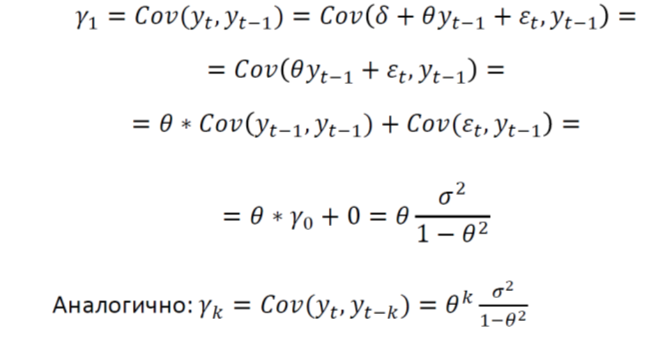 γ₁ = Cov(yₜ, yₜ₋₁) = Cov(δ + θyₜ₋₁ + εₜ, yₜ₋₁) =
= Cov(θyₜ₋₁ + εₜ, yₜ₋₁) =
= θ * Cov(yₜ₋₁, yₜ₋₁) + Cov(εₜ, yₜ₋₁) =
= θ * γ₀ + 0 = θ σ²/(1 − θ²)
Аналогично: γₖ = Cov(yₜ, yₜ₋ₖ) = θᵏ σ²/(1−θ²)